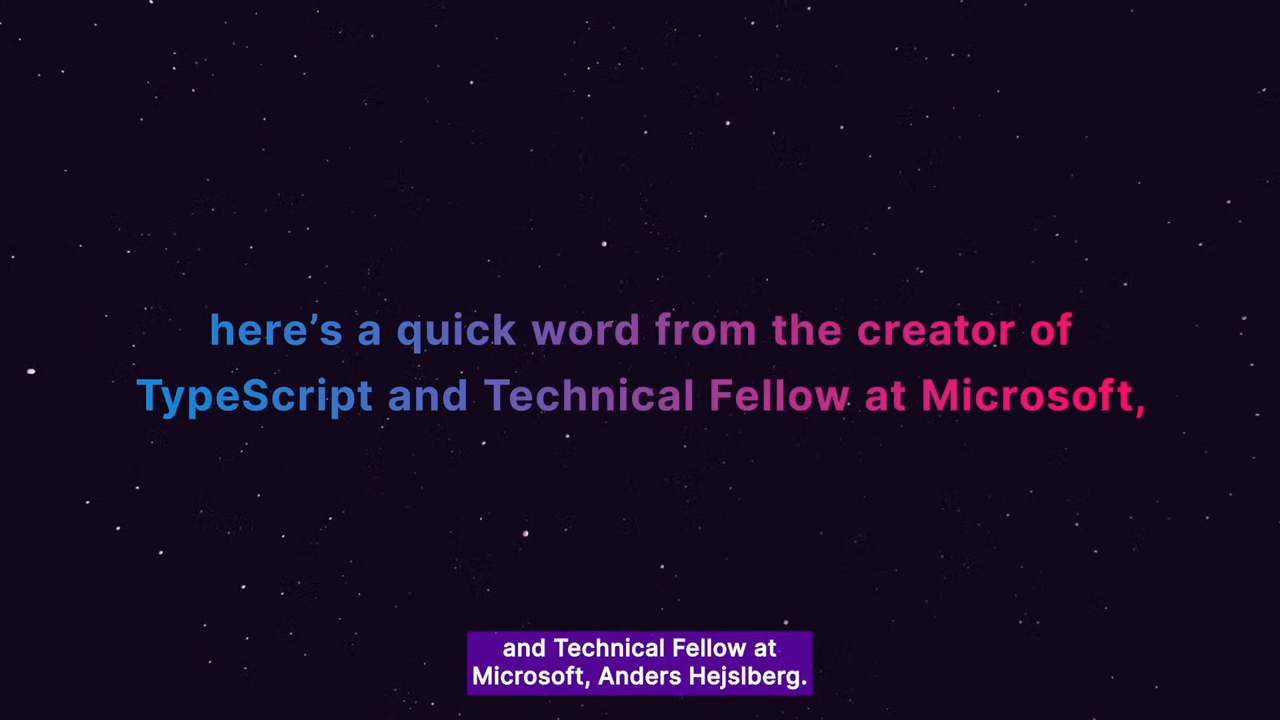 here’s a quick word from the creator of
TypeScript and Technical Fellow at Microsoft,
and Technical Fellow at
Microsoft, Anders Hejslberg.